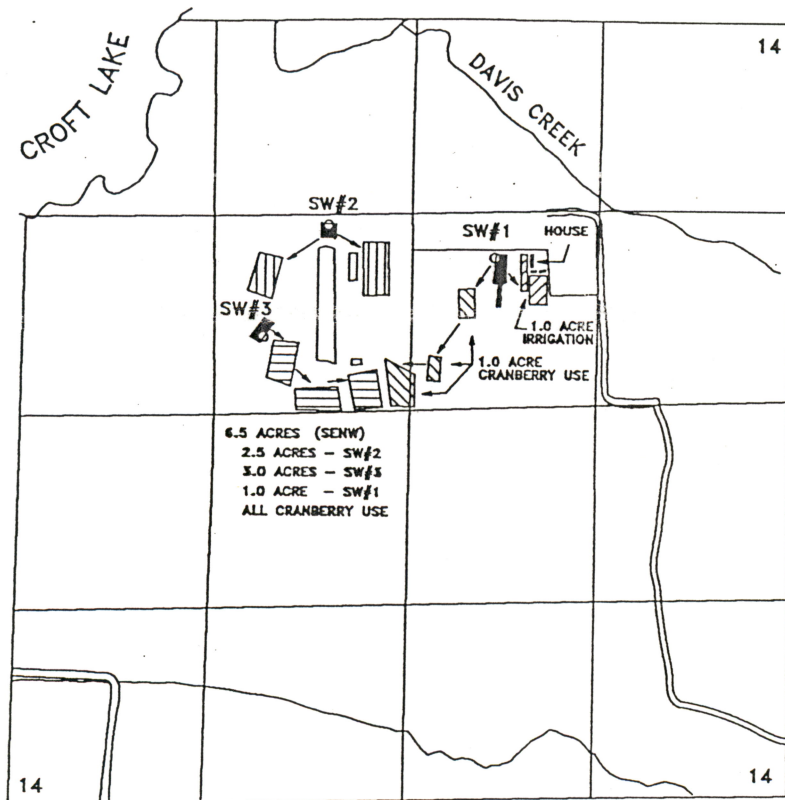 14
CROFT LAKE
DAVIS CREEK
SW#2
SW#1
HOUSE
SW#3
1.0 ACRE
IRRIGATION
1.0 ACRE
CRANBERRY USE
6.5 ACRES (SENW)
2.5 ACRES - SW#2
3.0 ACRES - SW#3
1.0 ACRE - SW#1
ALL CRANBERRY USE
14
14